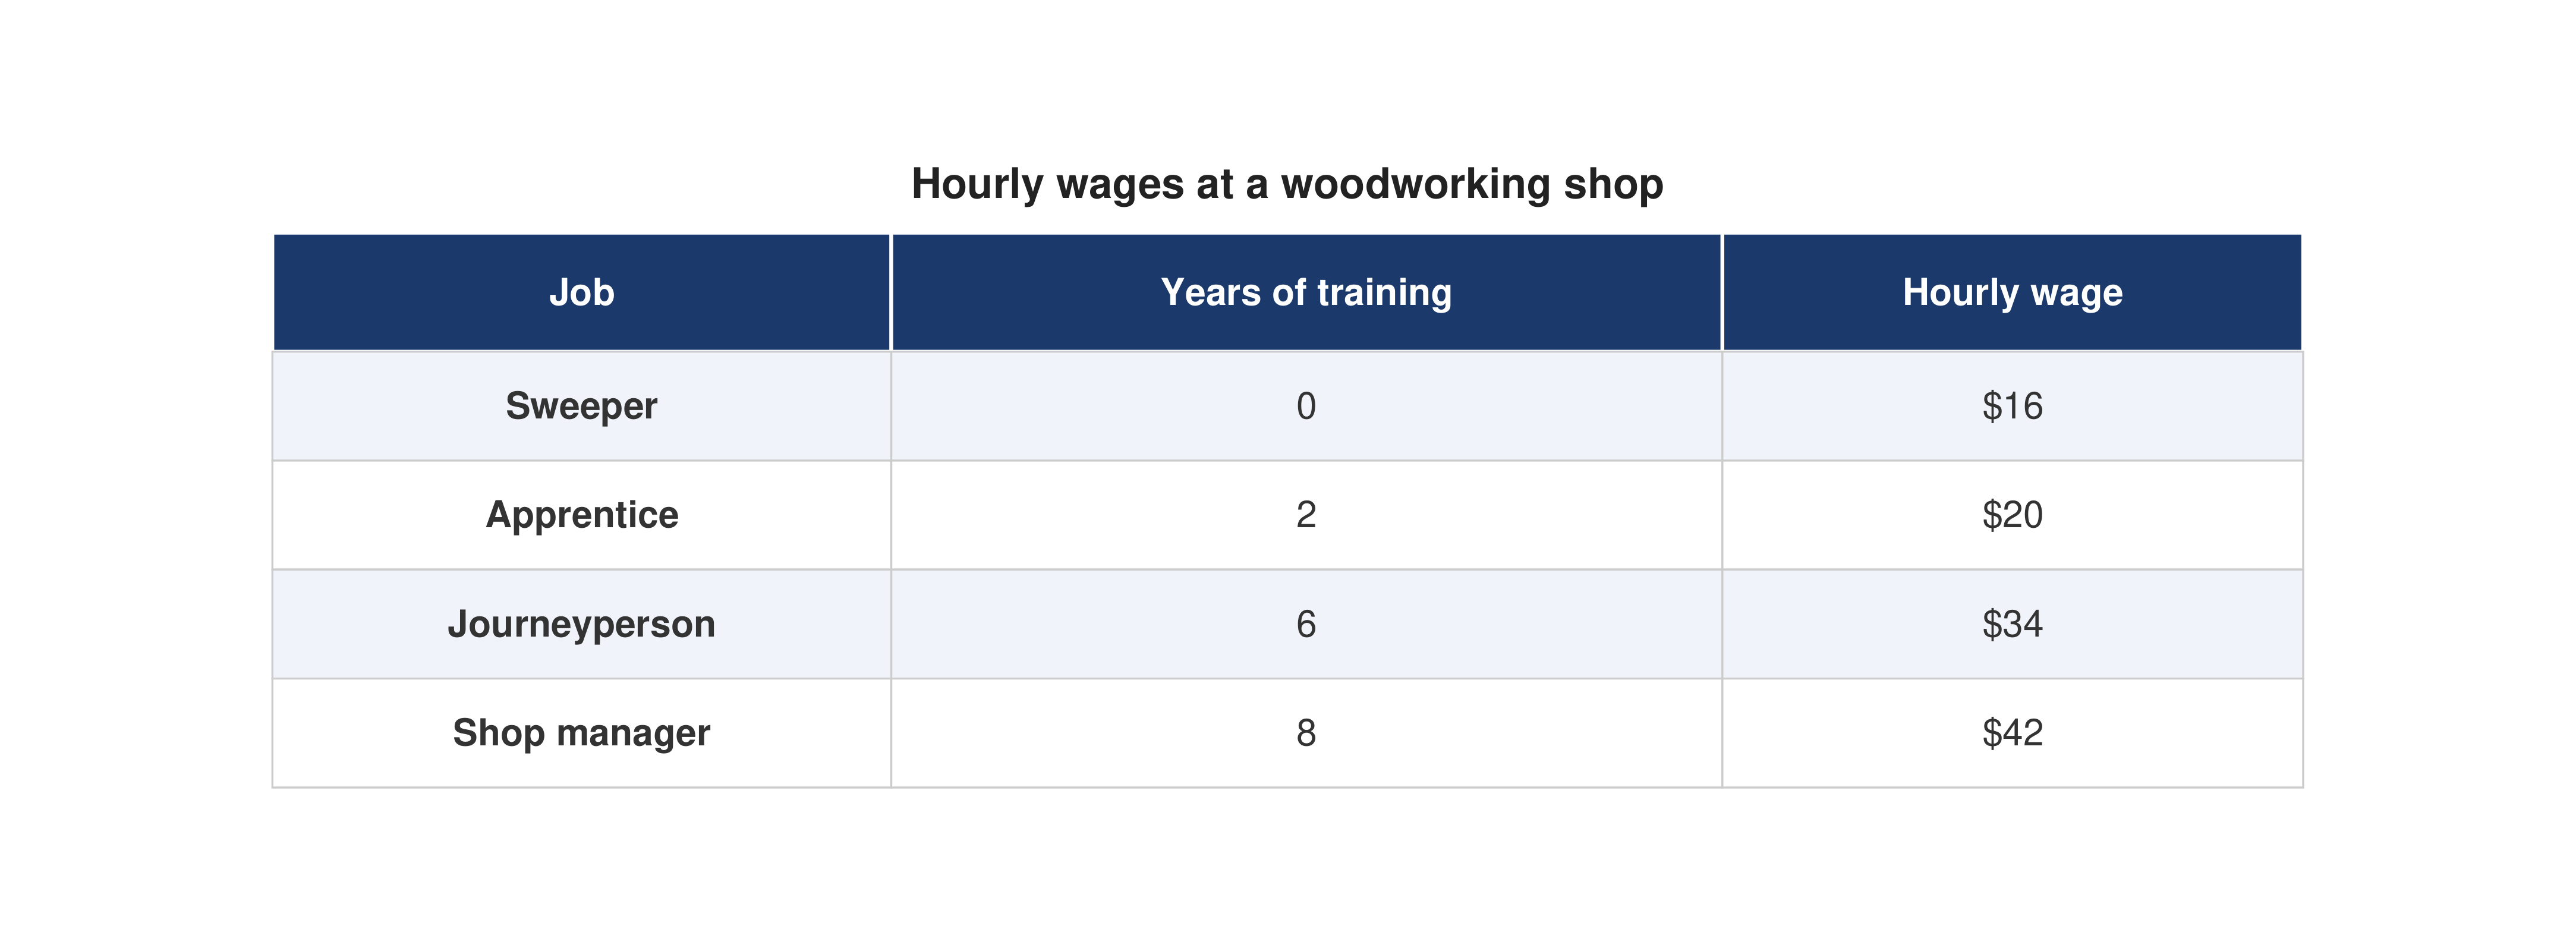 Hourly wages at a woodworking shop
Job Years of training Hourly wage
Sweeper 0 $16
Apprentice 2 $20
Journeyperson 6 $34
Shop manager 8 $42